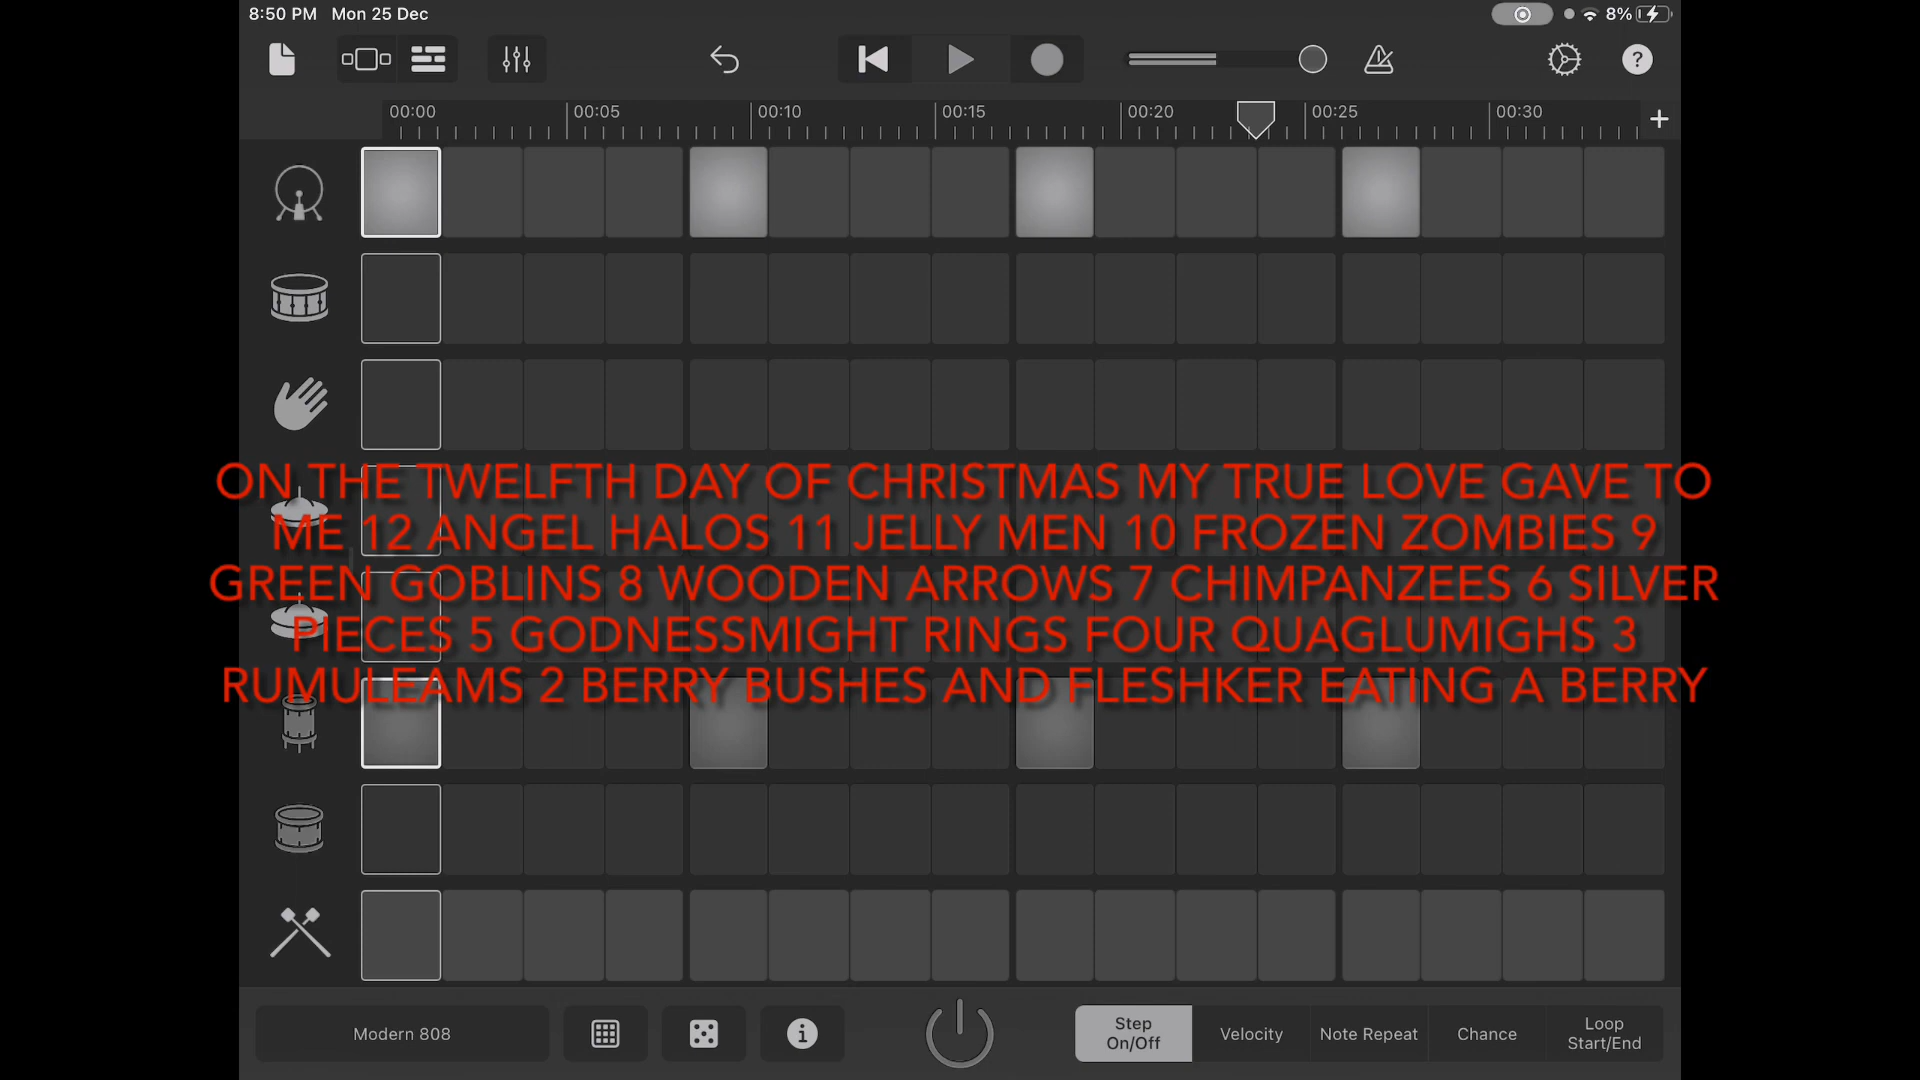 8:50 PM Mon 25 Dec
8%
00:00 00:05 00:10 00:15 00:20 00:25 00:30
ON THE TWELFTH DAY OF CHRISTMAS MY TRUE LOVE GAVE TO
ME 12 ANGEL HALOS 11 JELLY MEN 10 FROZEN ZOMBIES 9
GREEN GOBLINS 8 WOODEN ARROWS 7 CHIMPANZEES 6 SILVER
PIECES 5 GODNESSMIGHT RINGS FOUR QUAGLUMIGHS 3
RUMULEAMS 2 BERRY BUSHES AND FLESHKER EATING A BERRY
Modern 808
Step
On/Off
Velocity
Note Repeat
Chance
Loop
Start/End